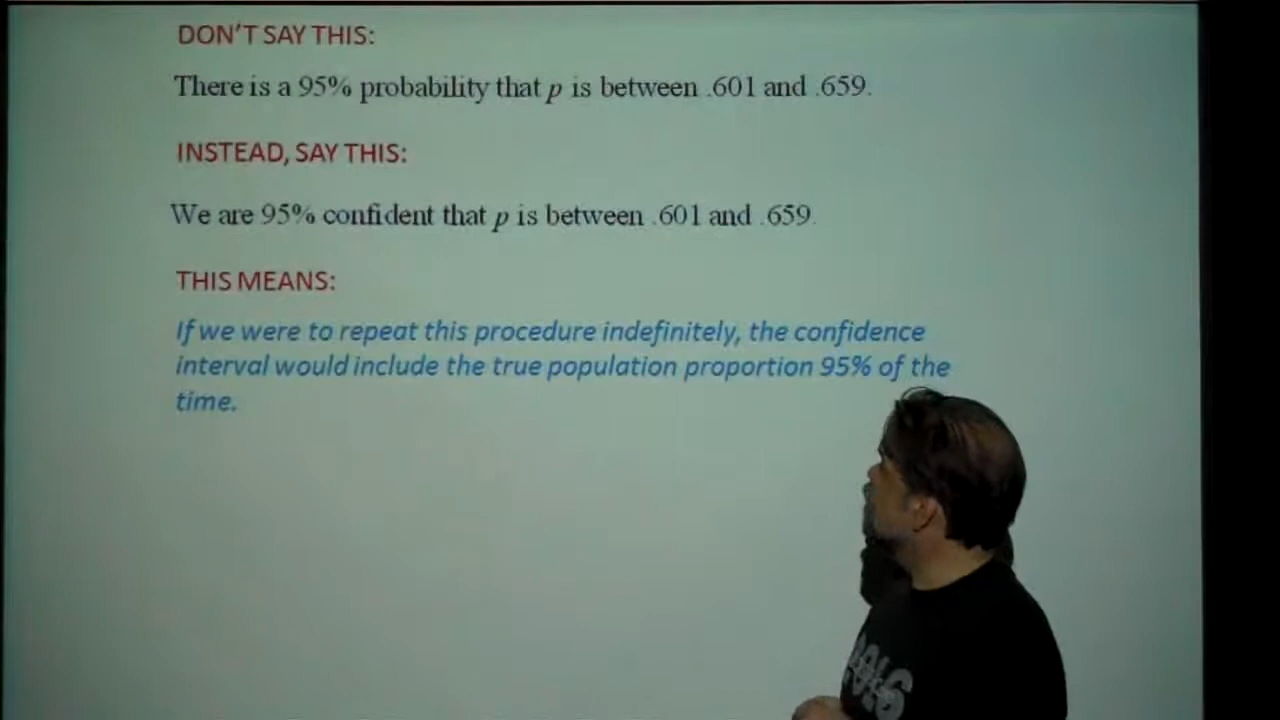 DON'T SAY THIS:
There is a 95% probability that p is between .601 and .659.
INSTEAD, SAY THIS:
We are 95% confident that p is between .601 and .659.
THIS MEANS:
If we were to repeat this procedure indefinitely, the confidence
interval would include the true population proportion 95% of the
time.